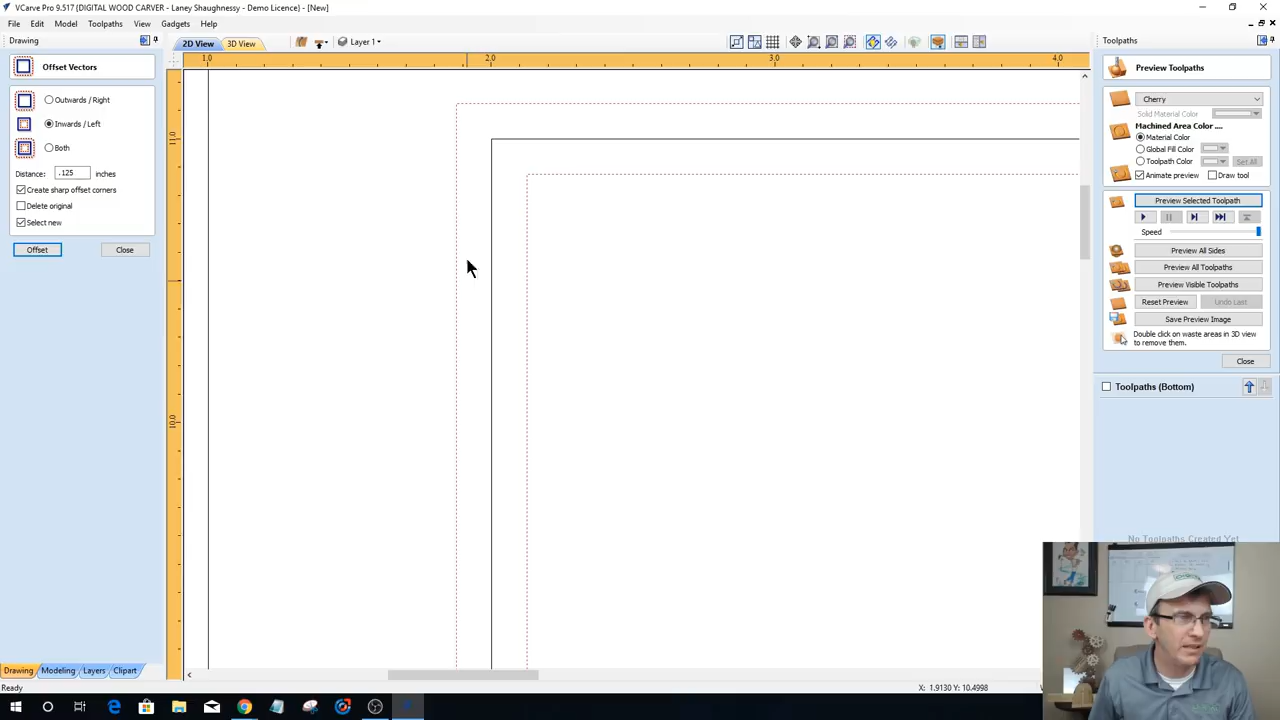 VCarve Pro 9.517 (DIGITAL WOOD CARVER - Laney Shaughnessy - Demo Licence) - [New]
File Edit Model Toolpaths View Gadgets Help
Drawing
Offset Vectors
Outwards / Right
Inwards / Left
Both
Distance: .125 inches
Create sharp offset corners
Delete original
Select new
Offset Close
Drawing Modeling Layers Clipart
Ready
2D View 3D View Layer 1
1.0 2.0 3.0 4.0
11.0
10.0
X: 1.9130 Y: 10.4998
Toolpaths
Preview Toolpaths
Cherry
Solid Material Color
Machined Area Color ....
Material Color
Global Fill Color
Toolpath Color Set All
Animate preview Draw tool
Preview Selected Toolpath
Speed
Preview All Sides
Preview All Toolpaths
Preview Visible Toolpaths
Reset Preview Undo Last
Save Preview Image
Double click on waste areas in 3D view
to remove them.
Close
Toolpaths (Bottom)
No Toolpaths Created Yet